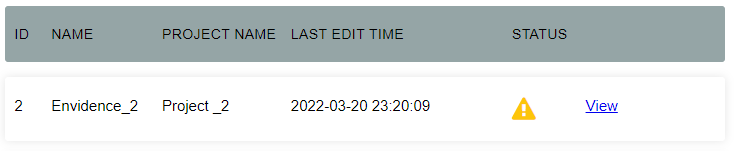 ID NAME PROJECT NAME LAST EDIT TIME STATUS
2 Envidence_2 Project _2 2022-03-20 23:20:09 View